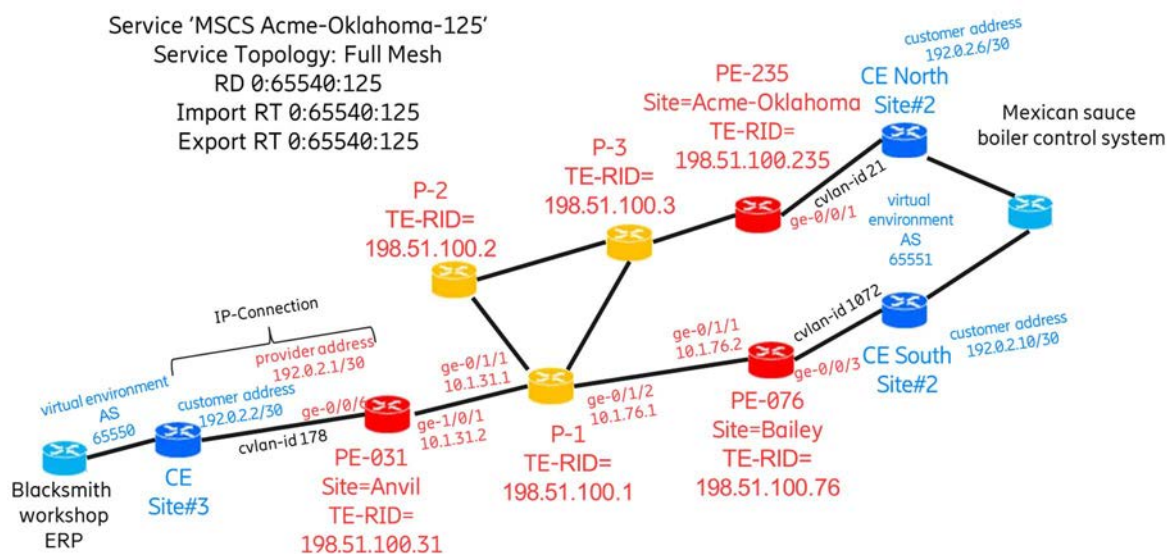 Service 'MSCS Acme-Oklahoma-125'
Service Topology: Full Mesh
RD 0:65540:125
Import RT 0:65540:125
Export RT 0:65540:125
customer address
192.0.2.6/30
PE-235
Site=Acme-Oklahoma
TE-RID=
198.51.100.235
CE North
Site#2
Mexican sauce
boiler control system
P-3
TE-RID=
198.51.100.3
P-2
TE-RID=
198.51.100.2
cvlan-id 21
ge-0/0/1
virtual
environment
AS
65551
IP-Connection
provider address
192.0.2.1/30
virtual environment
AS
65550
customer address
192.0.2.2/30
ge-0/0/6
cvlan-id 178
ge-0/1/1
10.1.31.1
ge-1/0/1
10.1.31.2
ge-0/1/2
10.1.76.1
ge-0/1/1
10.1.76.2
cvlan-id 1072
ge-0/0/3
customer address
192.0.2.10/30
CE South
Site#2
Blacksmith
workshop
ERP
CE
Site#3
PE-031
Site=Anvil
TE-RID=
198.51.100.31
P-1
TE-RID=
198.51.100.1
PE-076
Site=Bailey
TE-RID=
198.51.100.76